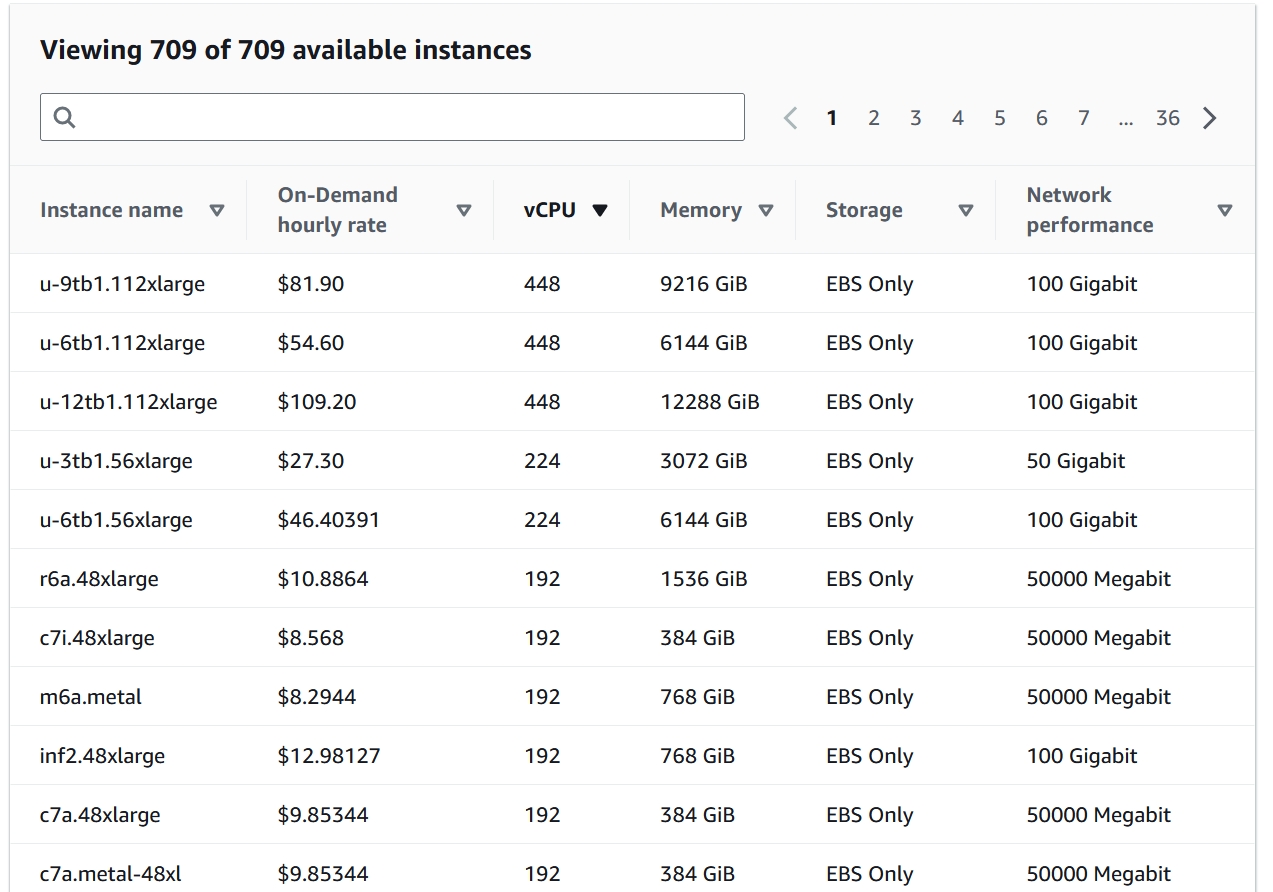 Viewing 709 of 709 available instances
1 2 3 4 5 6 7 ... 36
Instance name On-Demand hourly rate vCPU Memory Storage Network performance
u-9tb1.112xlarge $81.90 448 9216 GiB EBS Only 100 Gigabit
u-6tb1.112xlarge $54.60 448 6144 GiB EBS Only 100 Gigabit
u-12tb1.112xlarge $109.20 448 12288 GiB EBS Only 100 Gigabit
u-3tb1.56xlarge $27.30 224 3072 GiB EBS Only 50 Gigabit
u-6tb1.56xlarge $46.40391 224 6144 GiB EBS Only 100 Gigabit
r6a.48xlarge $10.8864 192 1536 GiB EBS Only 50000 Megabit
c7i.48xlarge $8.568 192 384 GiB EBS Only 50000 Megabit
m6a.metal $8.2944 192 768 GiB EBS Only 50000 Megabit
inf2.48xlarge $12.98127 192 768 GiB EBS Only 100 Gigabit
c7a.48xlarge $9.85344 192 384 GiB EBS Only 50000 Megabit
c7a.metal-48xl $9.85344 192 384 GiB EBS Only 50000 Megabit